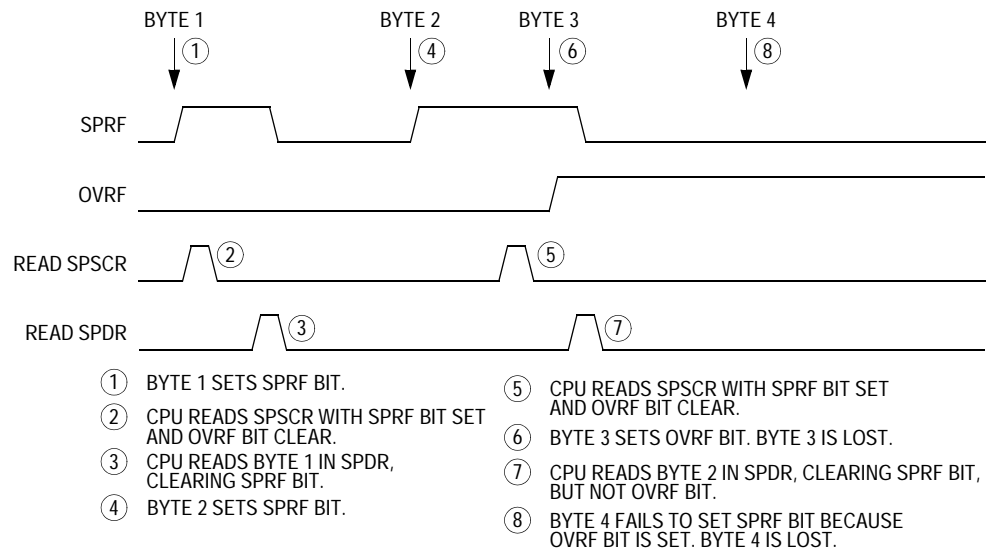 BYTE 1 BYTE 2 BYTE 3 BYTE 4
1 4 6 8
SPRF
OVRF
READ SPSCR 2 5
READ SPDR 3 7
1 BYTE 1 SETS SPRF BIT.
2 CPU READS SPSCR WITH SPRF BIT SET
AND OVRF BIT CLEAR.
3 CPU READS BYTE 1 IN SPDR,
CLEARING SPRF BIT.
4 BYTE 2 SETS SPRF BIT.
5 CPU READS SPSCR WITH SPRF BIT SET
AND OVRF BIT CLEAR.
6 BYTE 3 SETS OVRF BIT. BYTE 3 IS LOST.
7 CPU READS BYTE 2 IN SPDR, CLEARING SPRF BIT,
BUT NOT OVRF BIT.
8 BYTE 4 FAILS TO SET SPRF BIT BECAUSE
OVRF BIT IS SET. BYTE 4 IS LOST.